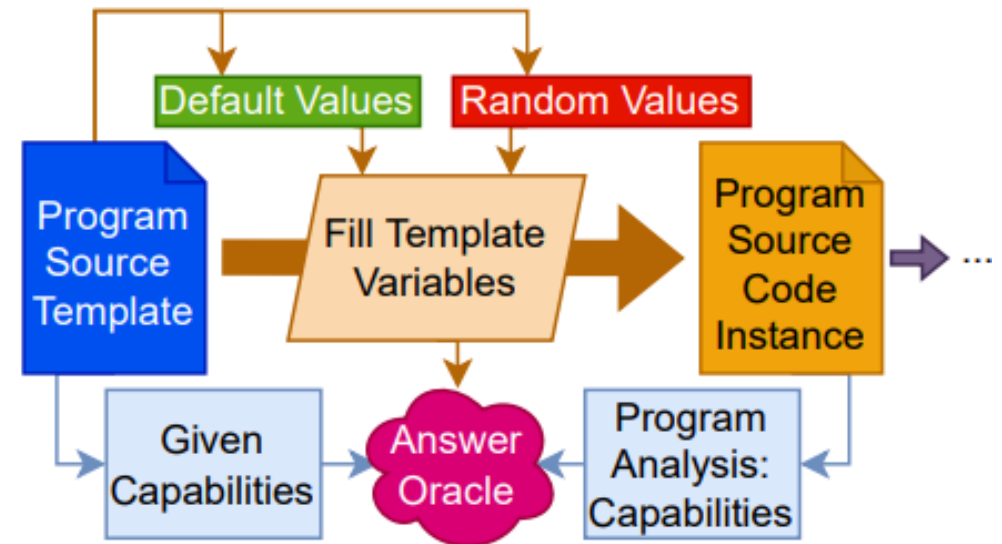 Default Values
Random Values
Program
Source
Template
Fill Template
Variables
Program
Source
Code
Instance
...
Given
Capabilities
Answer
Oracle
Program
Analysis:
Capabilities